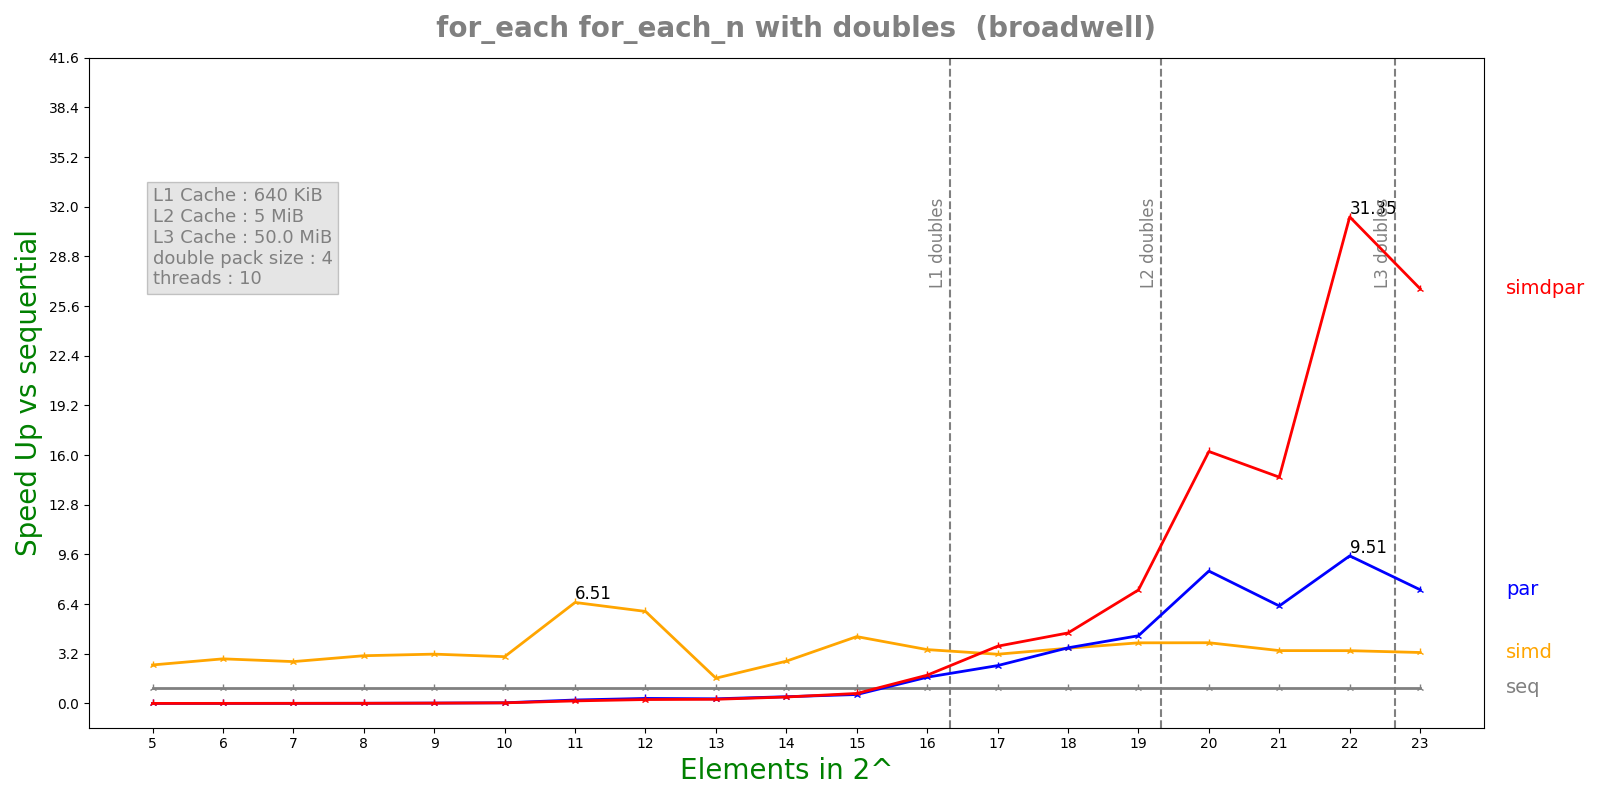 for_each for_each_n with doubles (broadwell)
41.6
38.4
35.2
32.0
28.8
25.6
22.4
19.2
16.0
12.8
9.6
6.4
3.2
0.0
Speed Up vs sequential
L1 Cache : 640 KiB
L2 Cache : 5 MiB
L3 Cache : 50.0 MiB
double pack size : 4
threads : 10
L1 doubles
L2 doubles
L3 doubles
31.35
9.51
6.51
simdpar
par
simd
seq
5 6 7 8 9 10 11 12 13 14 15 16 17 18 19 20 21 22 23
Elements in 2^